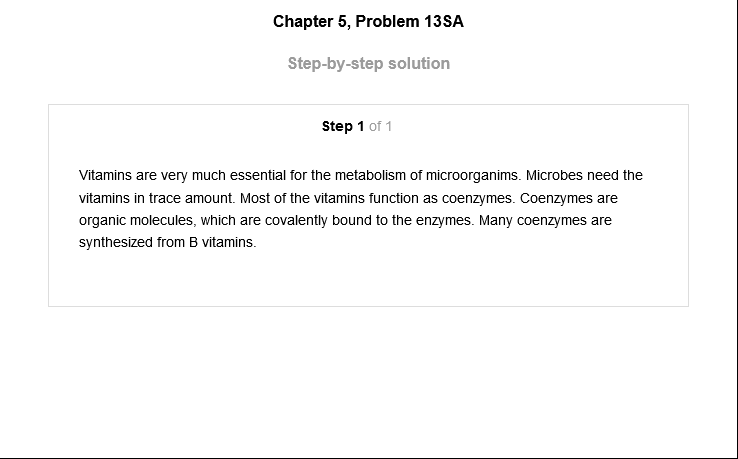 Chapter 5, Problem 13SA
Step-by-step solution
Step 1 of 1
Vitamins are very much essential for the metabolism of microorganims. Microbes need the
vitamins in trace amount. Most of the vitamins function as coenzymes. Coenzymes are
organic molecules, which are covalently bound to the enzymes. Many coenzymes are
synthesized from B vitamins.